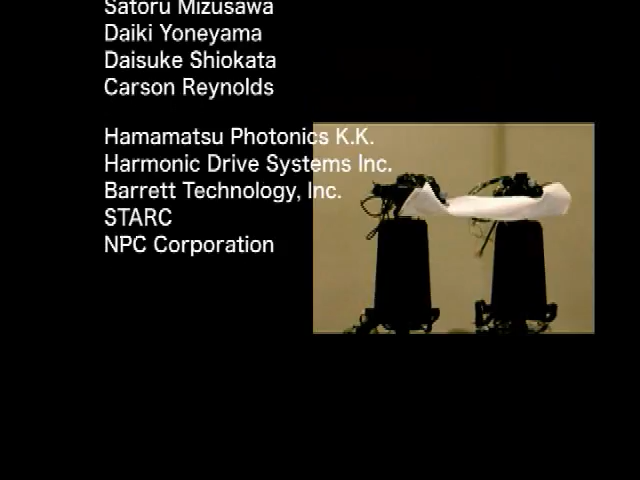 Satoru Mizusawa
Daiki Yoneyama
Daisuke Shiokata
Carson Reynolds
Hamamatsu Photonics K.K.
Harmonic Drive Systems Inc.
Barrett Technology, Inc.
STARC
NPC Corporation